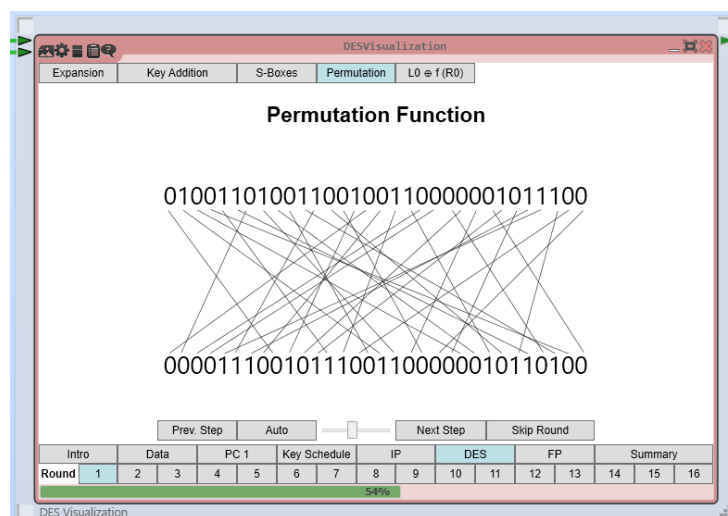 DESVisualization
Expansion Key Addition S-Boxes Permutation L0 ⊕ f (R0)
Permutation Function
01001101001100100110000001011100
00001110010111001100000010110100
Prev. Step Auto Next Step Skip Round
Intro Data PC 1 Key Schedule IP DES FP Summary
Round 1 2 3 4 5 6 7 8 9 10 11 12 13 14 15 16
54%
DES Visualization